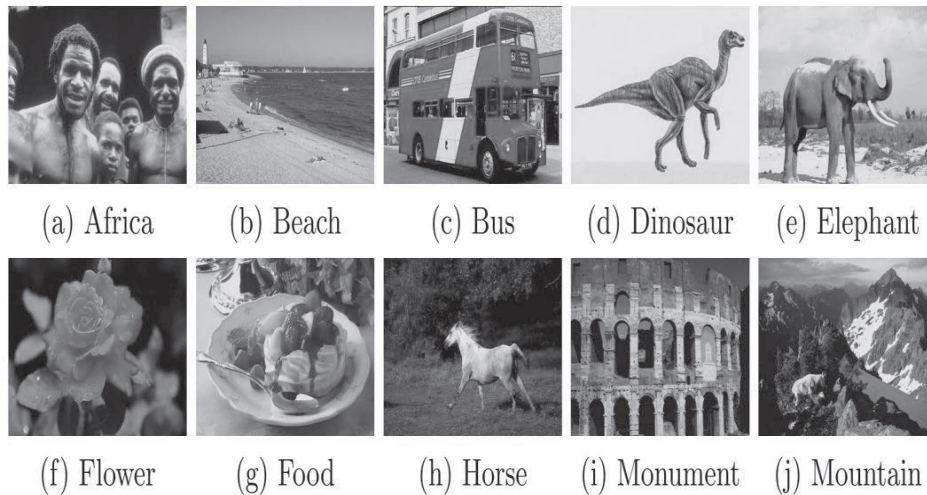 (a) Africa (b) Beach (c) Bus (d) Dinosaur (e) Elephant
(f) Flower (g) Food (h) Horse (i) Monument (j) Mountain